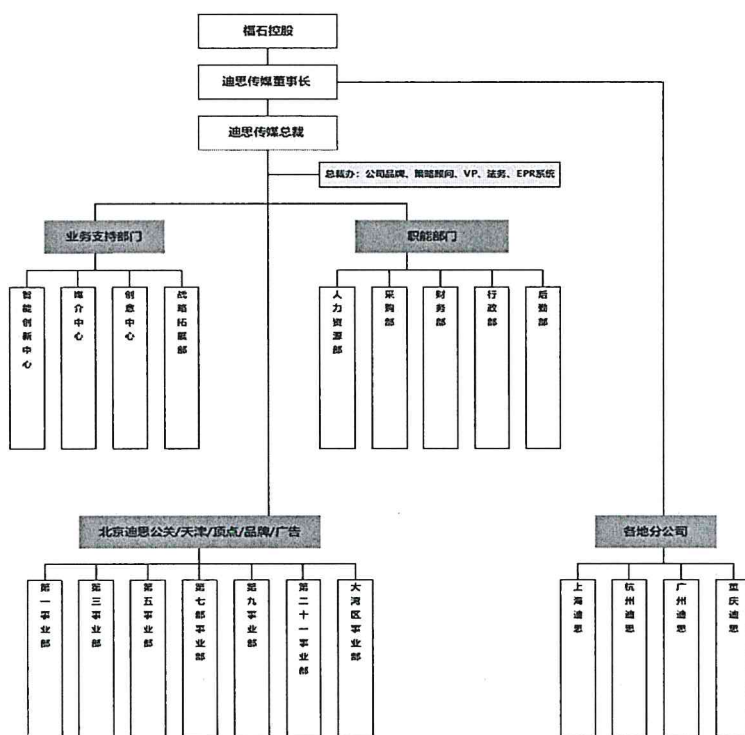 福石控股
迪思传媒董事长
迪思传媒总裁
总裁办：公司品牌、策略顾问、VP、法务、EPR系统
业务支持部门
职能部门
智能创新中心
媒介中心
创意中心
战略拓展部
人力资源部
采购部
财务部
行政部
后勤部
北京迪思公关/天津/顶点/品牌/广告
各地分公司
第一事业部
第三事业部
第五事业部
第七部事业部
第九事业部
第二十一事业部
大湾区事业部
上海迪思
杭州迪思
广州迪思
重庆迪思